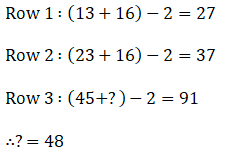 Row 1 : (13 + 16) − 2 = 27
Row 2 : (23 + 16) − 2 = 37
Row 3 : (45+? ) − 2 = 91
∴? = 48